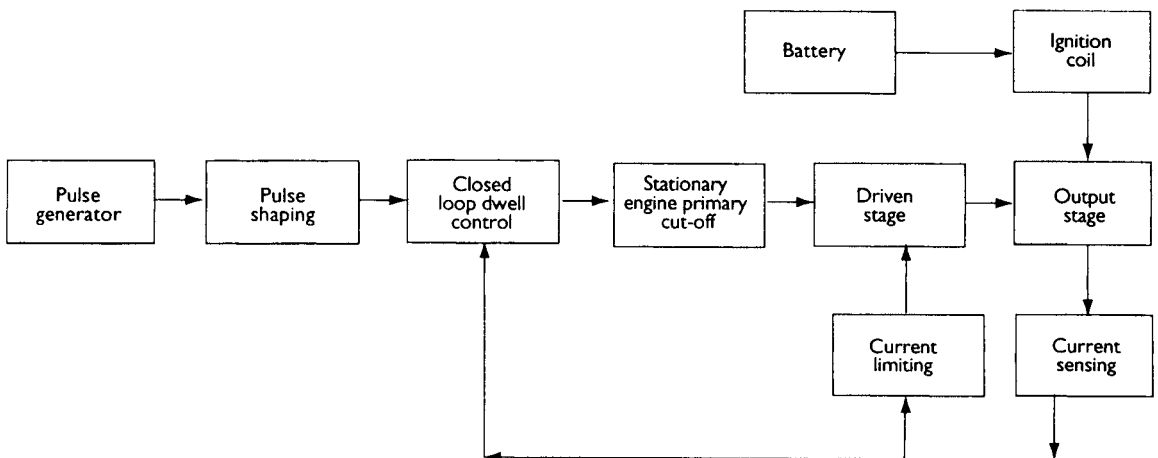 Battery
Ignition
coil
Pulse
generator
Pulse
shaping
Closed
loop dwell
control
Stationary
engine primary
cut-off
Driven
stage
Output
stage
Current
limiting
Current
sensing